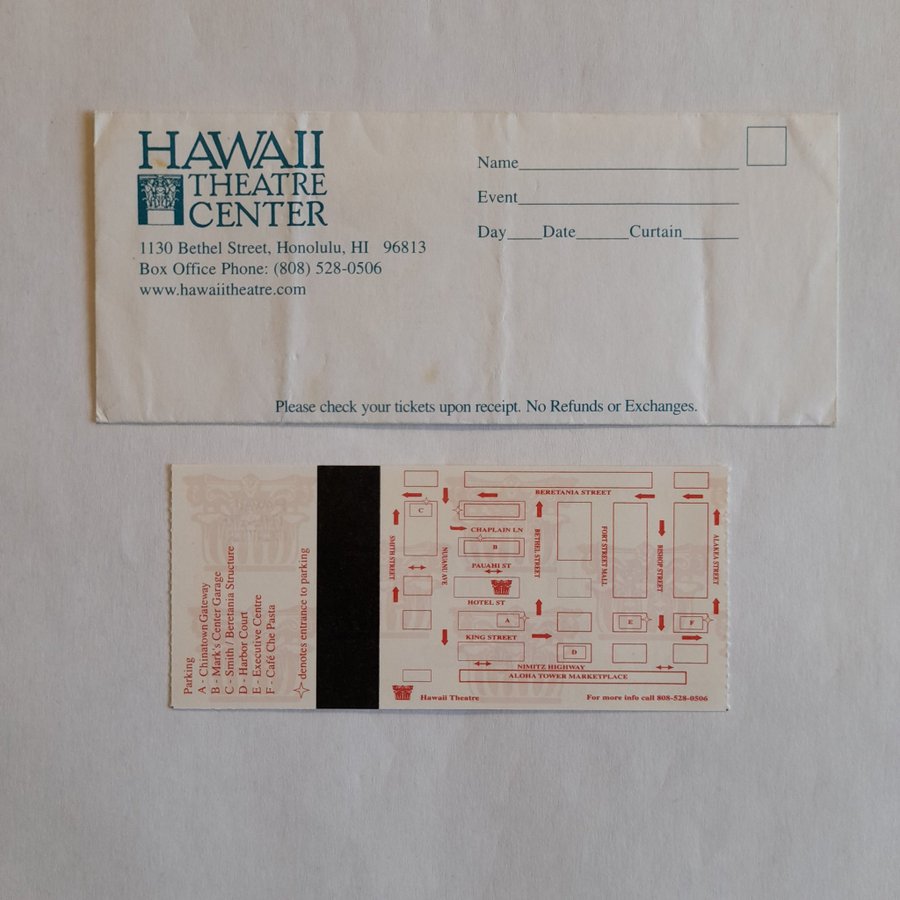 HAWAII
THEATRE
CENTER
1130 Bethel Street, Honolulu, HI 96813
Box Office Phone: (808) 528-0506
www.hawaiitheatre.com
Name
Event
Day Date Curtain
Please check your tickets upon receipt. No Refunds or Exchanges.
Parking
A - Chinatown Gateway
B - Mark's Center Garage
C - Smith / Beretania Structure
D - Harbor Court
E - Executive Centre
F - Café Che Pasta
denotes entrance to parking
BERETANIA STREET
C
CHAPLAIN LN
B
PAUAHI ST
SMITH STREET
NUUANU AVE
BETHEL STREET
FORT STREET MALL
BISHOP STREET
ALAKEA STREET
HOTEL ST
A
E
F
KING STREET
D
NIMITZ HIGHWAY
ALOHA TOWER MARKETPLACE
Hawaii Theatre
For more info call 808-528-0506